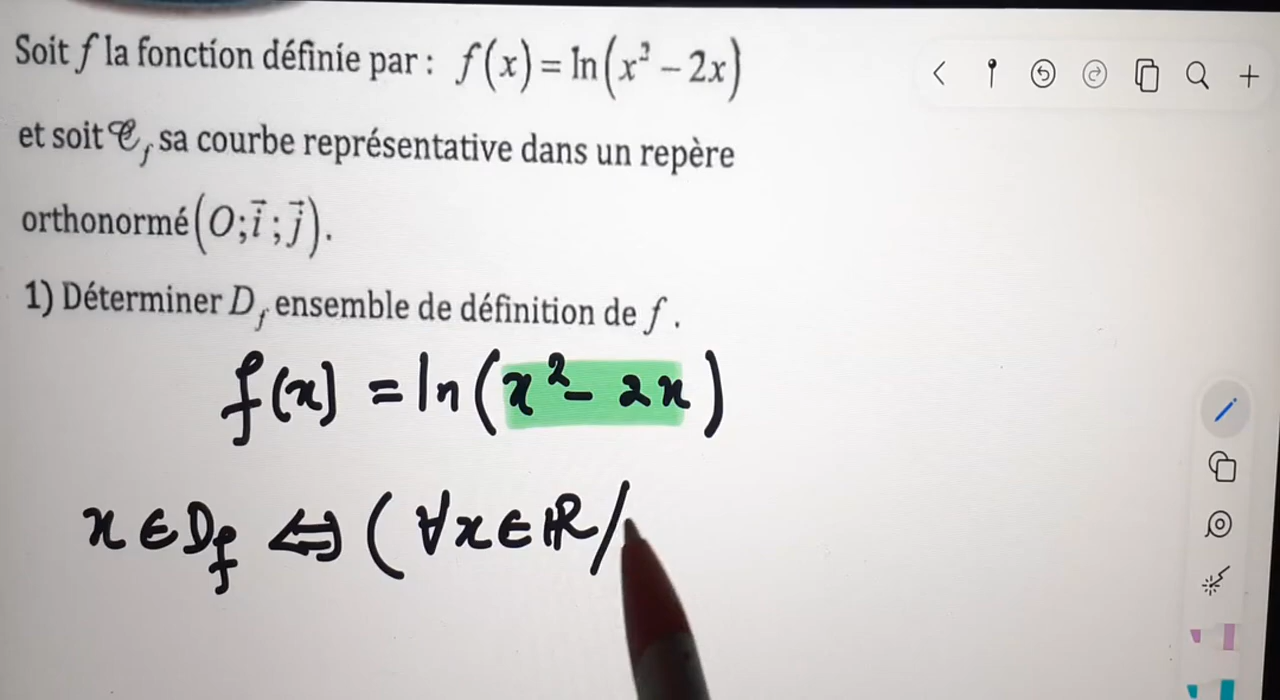 Soit f la fonction définie par : f(x) = ln(x² − 2x)
et soit 𝒞f sa courbe représentative dans un repère
orthonormé (O; i⃗ ; j⃗).
1) Déterminer Df ensemble de définition de f .
f(x) = ln(x² − 2x)
x ∈ Df ⇔ ( ∀x ∈ ℝ /